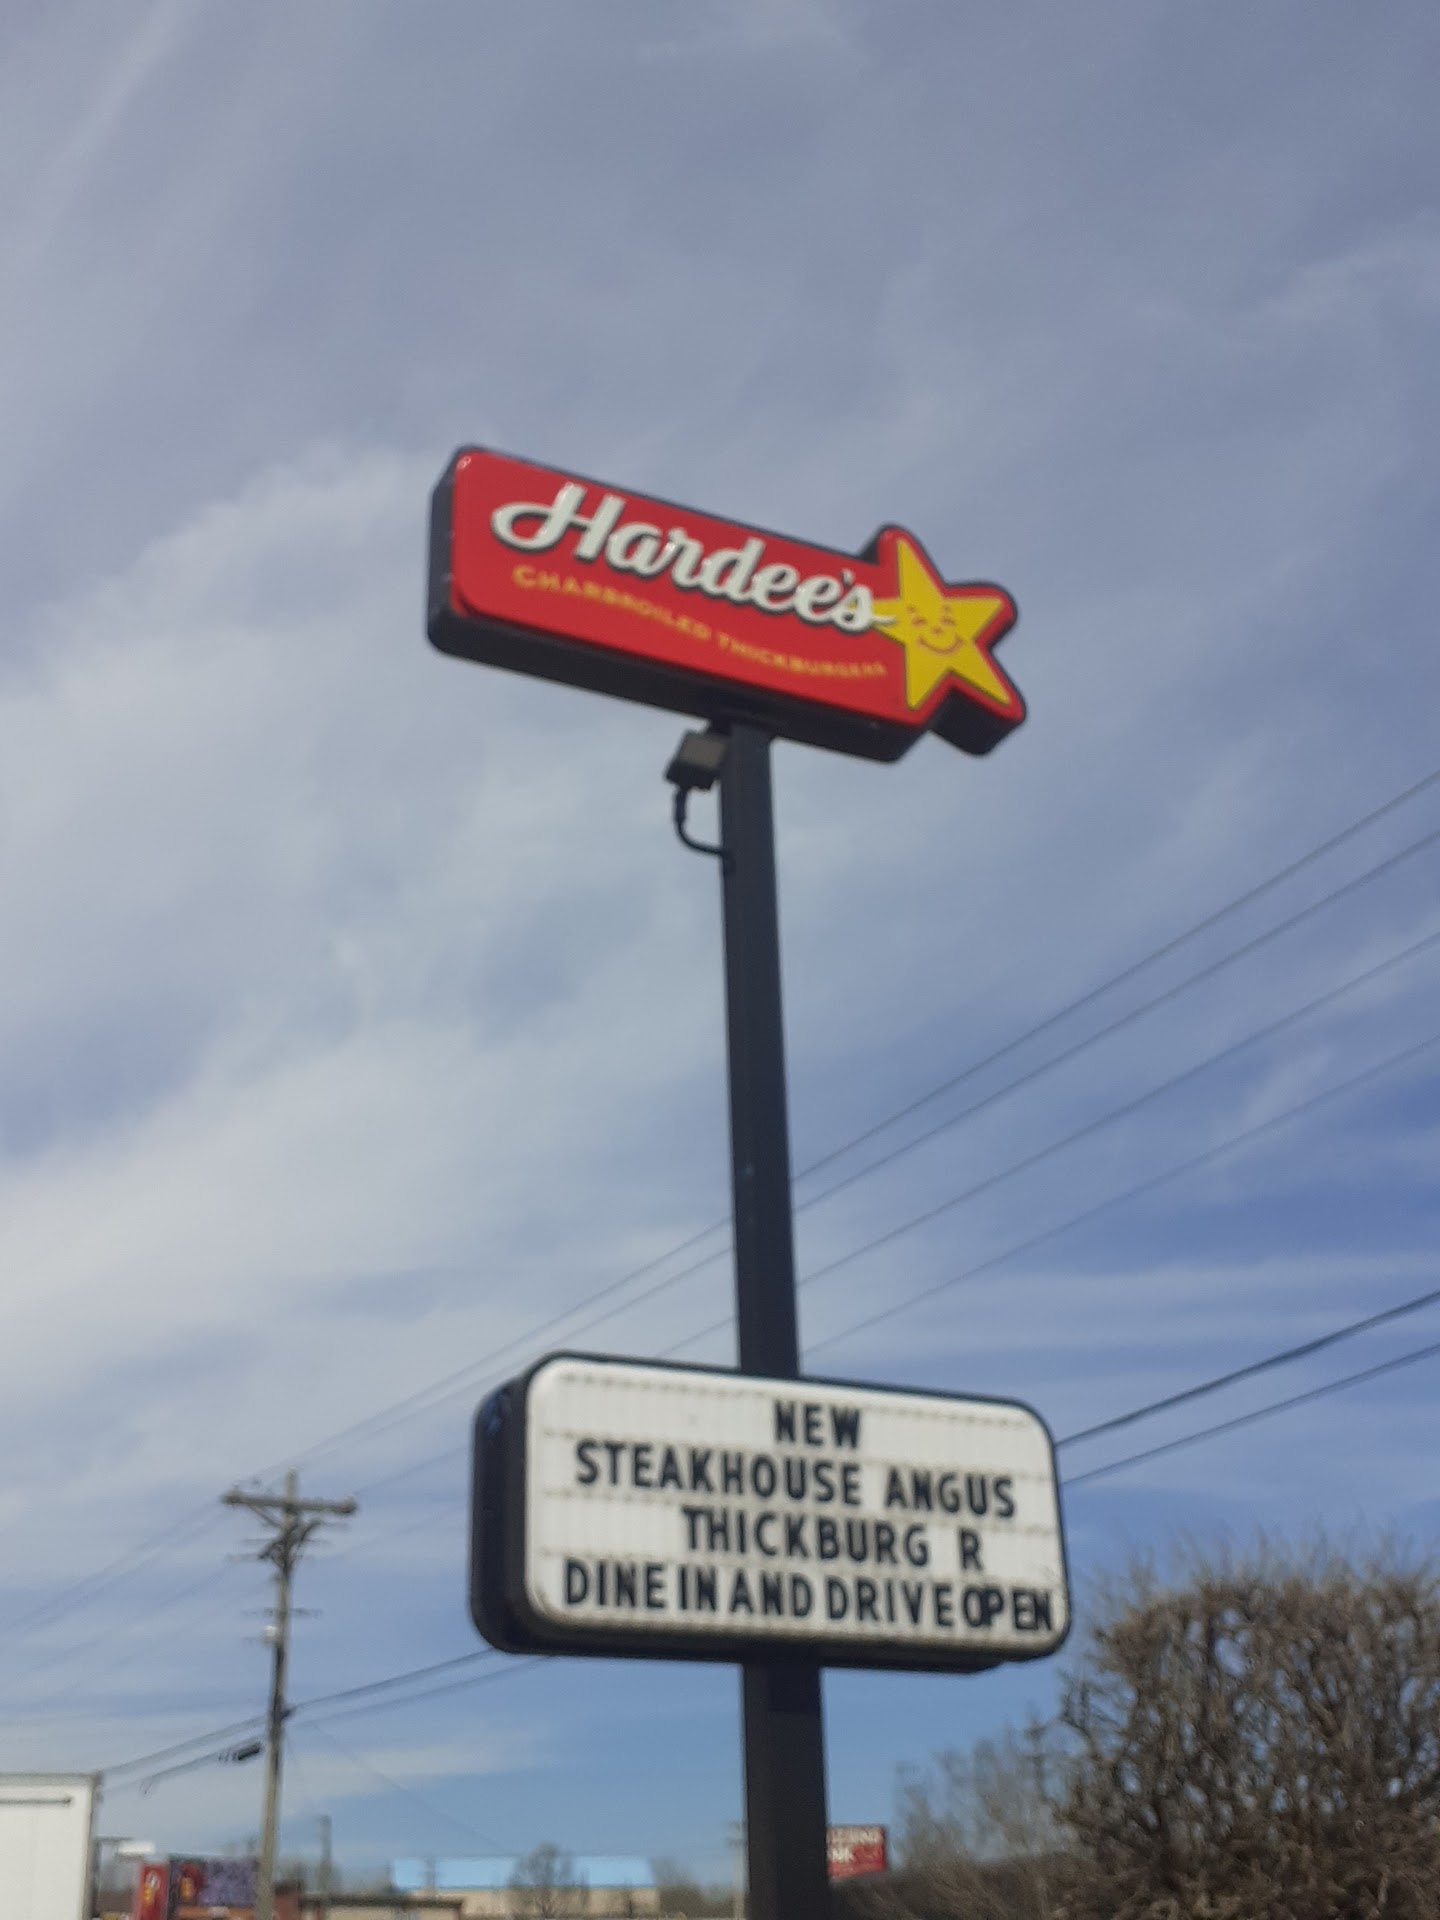 Hardee's
CHARBROILED THICKBURGERS
NEW
STEAKHOUSE ANGUS
THICKBURG R
DINE IN AND DRIVE OPEN